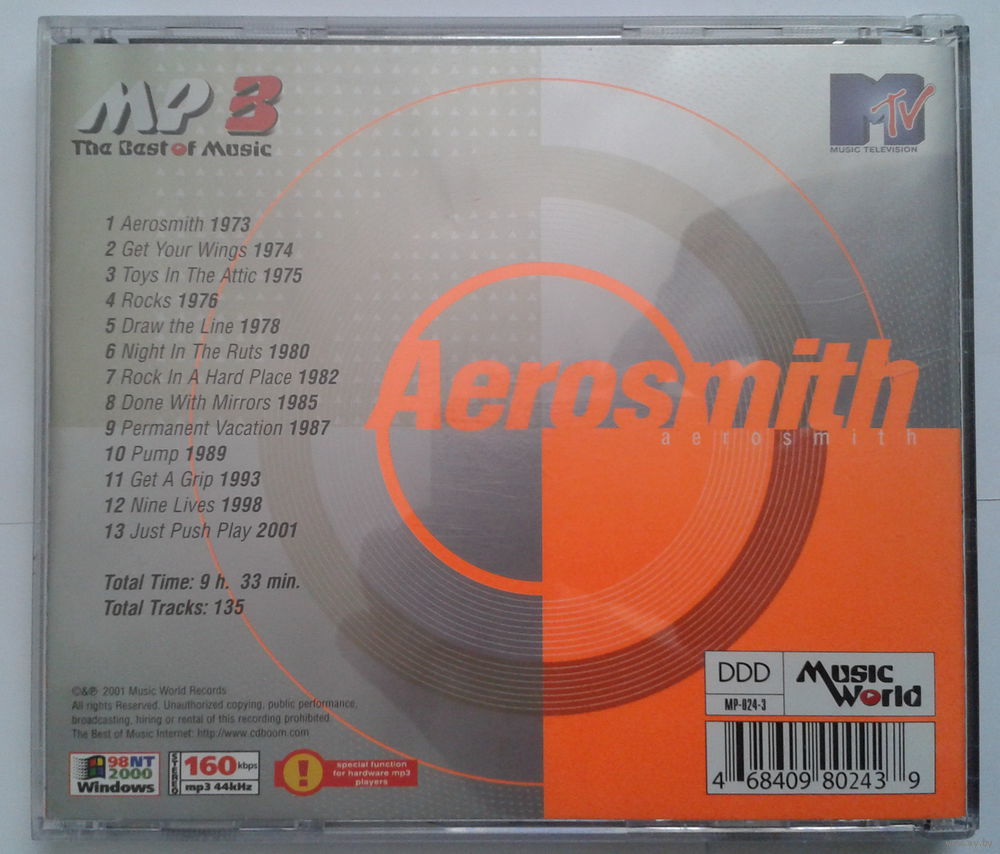 MP3
The Best of Music
MTV
MUSIC TELEVISION
1 Aerosmith 1973
2 Get Your Wings 1974
3 Toys In The Attic 1975
4 Rocks 1976
5 Draw the Line 1978
6 Night In The Ruts 1980
7 Rock In A Hard Place 1982
8 Done With Mirrors 1985
9 Permanent Vacation 1987
10 Pump 1989
11 Get A Grip 1993
12 Nine Lives 1998
13 Just Push Play 2001
Aerosmith
aerosmith
Total Time: 9 h. 33 min.
Total Tracks: 135
©&℗ 2001 Music World Records
All rights Reserved. Unauthorized copying, public performance,
broadcasting, hiring or rental of this recording prohibited
The Best of Music Internet: http://www.cdboom.com
98NT
2000
Windows
STEREO
160 kbps
mp3 44kHz
!
special function
for hardware mp3
players
DDD
MP-024-3
Music
World
4 68409 80243 9